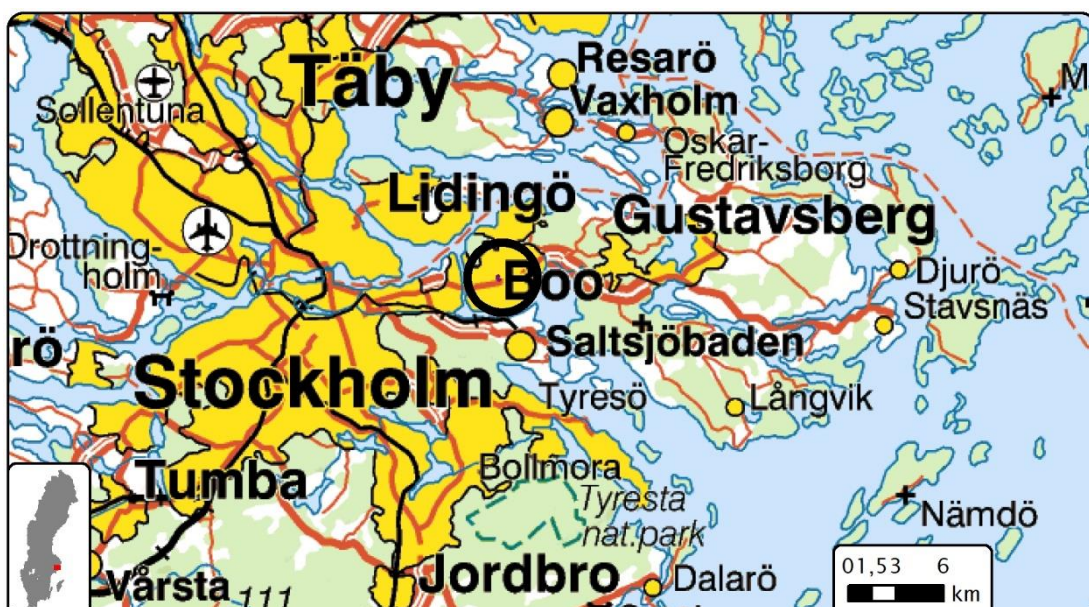 Täby
Resarö
Vaxholm
M
Sollentuna
Oskar-
Fredriksborg
Lidingö
Gustavsberg
Drottning-
holm
Boo
Djurö
Stavsnäs
rö
Saltsjöbaden
Stockholm
Tyresö
Långvik
Tumba
Bollmora
Tyresta
nat.park
Nämdö
Vårsta
111
Jordbro
Dalarö
01,53 6
km